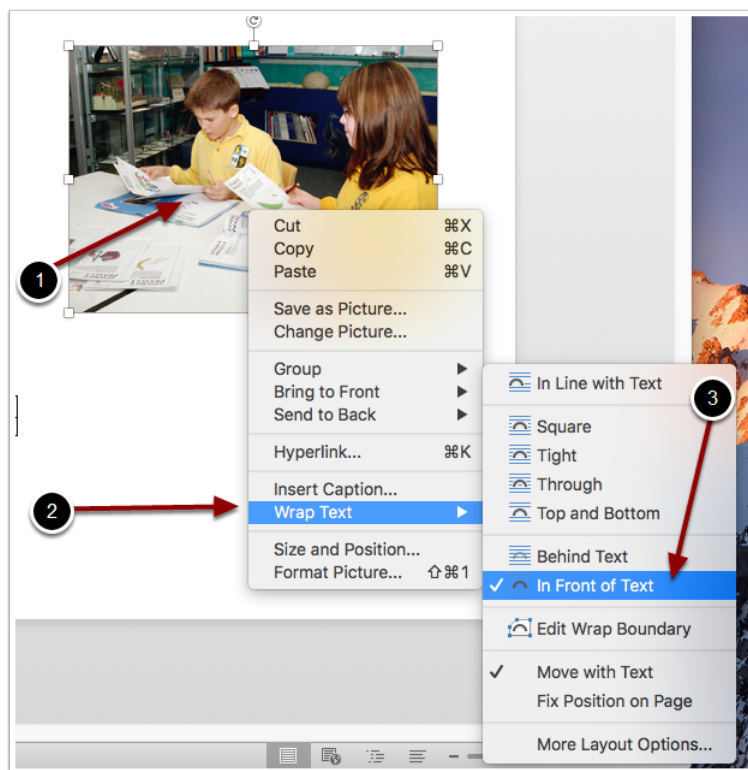 1
Cut ⌘X
Copy ⌘C
Paste ⌘V
Save as Picture...
Change Picture...
Group
Bring to Front
Send to Back
Hyperlink... ⌘K
Insert Caption...
2
Wrap Text
Size and Position...
Format Picture... ⇧⌘1
In Line with Text
3
Square
Tight
Through
Top and Bottom
Behind Text
✓ In Front of Text
Edit Wrap Boundary
✓ Move with Text
Fix Position on Page
More Layout Options...